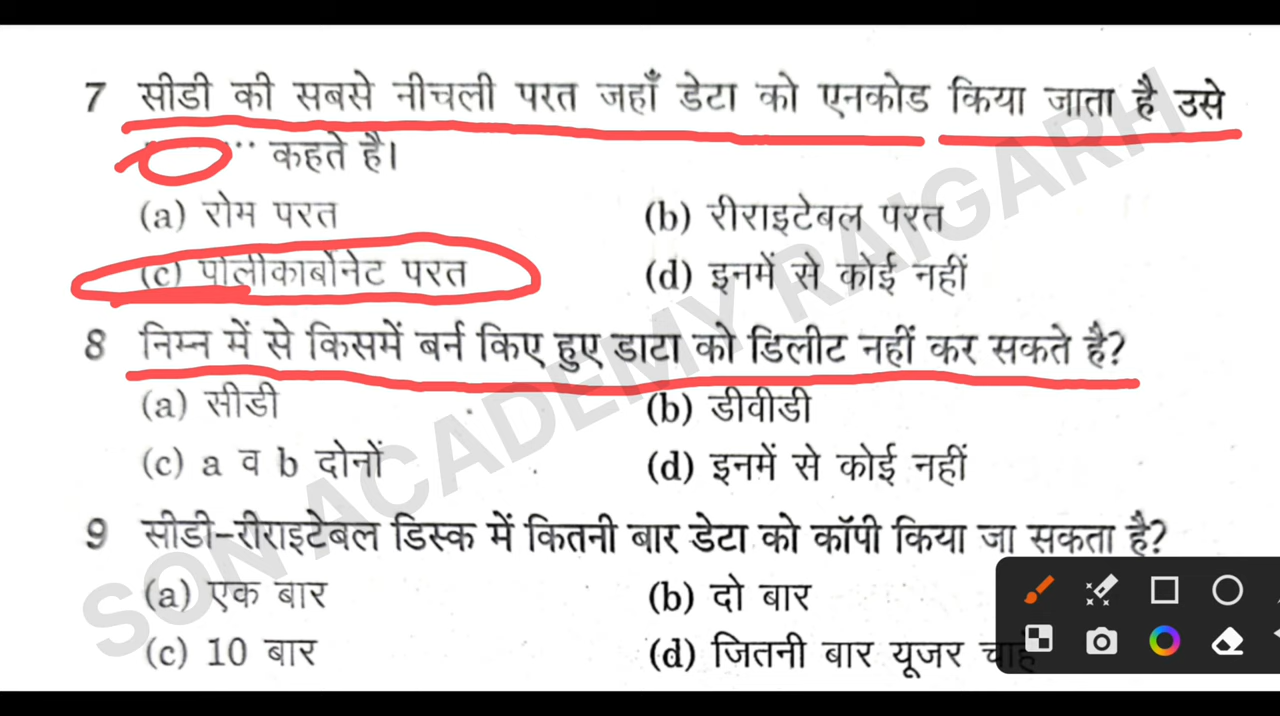 7 सीडी की सबसे नीचली परत जहाँ डेटा को एनकोड किया जाता है उसे
कहते है।
(a) रोम परत (b) रीराइटेबल परत
(c) पोलीकार्बोनेट परत (d) इनमें से कोई नहीं
8 निम्न में से किसमें बर्न किए हुए डाटा को डिलीट नहीं कर सकते है?
(a) सीडी (b) डीवीडी
(c) a व b दोनों (d) इनमें से कोई नहीं
9 सीडी-रीराइटेबल डिस्क में कितनी बार डेटा को कॉपी किया जा सकता है?
(a) एक बार (b) दो बार
(c) 10 बार (d) जितनी बार यूजर चाहे
SON ACADEMY RAIGARH